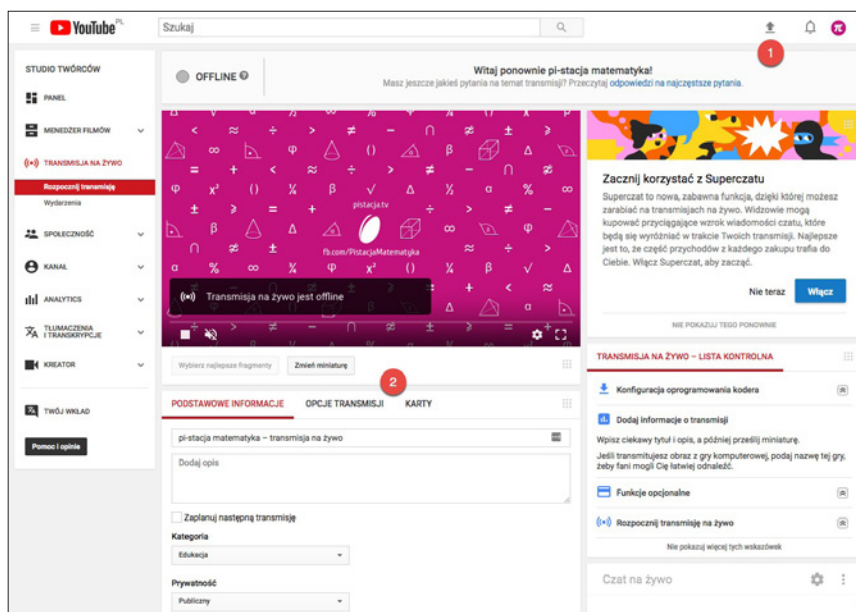 YouTube PL
Szukaj
1
STUDIO TWÓRCÓW
PANEL
MENEDŻER FILMÓW
TRANSMISJA NA ŻYWO
Rozpocznij transmisję
Wydarzenia
SPOŁECZNOŚĆ
KANAŁ
ANALYTICS
TŁUMACZENIA
I TRANSKRYPCJE
KREATOR
TWÓJ WKŁAD
Pomoc i opinie
OFFLINE
Witaj ponownie pi-stacja matematyka!
Masz jeszcze jakieś pytania na temat transmisji? Przeczytaj odpowiedzi na najczęstsze pytania.
pistacja.tv
fb.com/PistacjaMatematyka
Transmisja na żywo jest offline
Wybierz najlepsze fragmenty
Zmień miniaturę
2
PODSTAWOWE INFORMACJE OPCJE TRANSMISJI KARTY
pi-stacja matematyka – transmisja na żywo
Dodaj opis
Zaplanuj następną transmisję
Kategoria
Edukacja
Prywatność
Publiczny
Zacznij korzystać z Superczatu
Superczat to nowa, zabawna funkcja, dzięki której możesz
zarabiać na transmisjach na żywo. Widzowie mogą
kupować przyciągające wzrok wiadomości czatu, które
będą się wyróżniać w trakcie Twoich transmisji. Najlepsze
jest to, że część przychodów z każdego zakupu trafia do
Ciebie. Włącz Superczat, aby zacząć.
Nie teraz Włącz
NIE POKAZUJ TEGO PONOWNIE
TRANSMISJA NA ŻYWO – LISTA KONTROLNA
Konfiguracja oprogramowania kodera
Dodaj informacje o transmisji
Wpisz ciekawy tytuł i opis, a później prześlij miniaturę.
Jeśli transmitujesz obraz z gry komputerowej, podaj nazwę tej gry,
żeby fani mogli Cię łatwiej odnaleźć.
Funkcje opcjonalne
Rozpocznij transmisję na żywo
Nie pokazuj więcej tych wskazówek
Czat na żywo